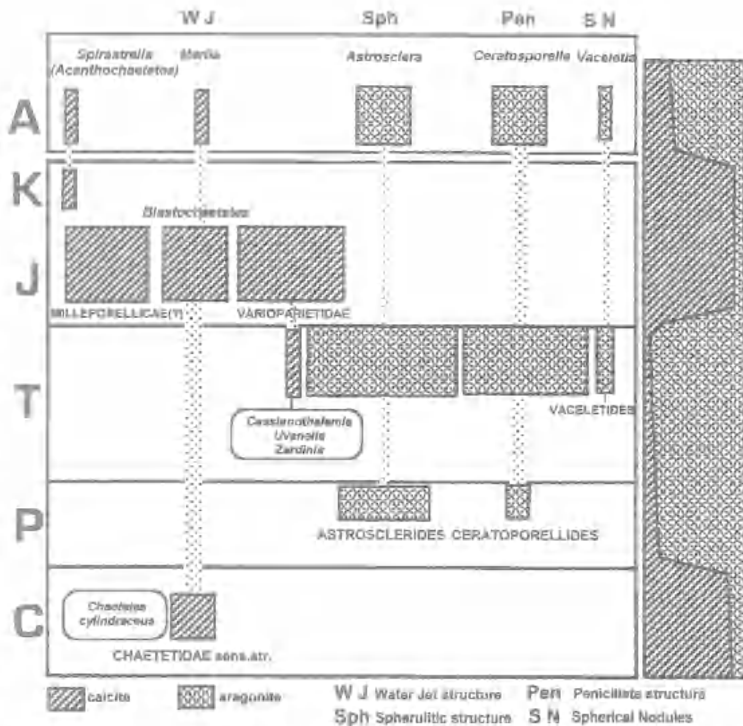 W J Sph Pen S N
Spirastrella Merlia Astrosclera Ceratosporella Vaceletia
(Acanthochaetetes)
A
K
Blastochaetetes
J
MILLEPORELLICAE(?) VARIOPARIETIDAE
T
Cassianothalamia
Uvanella
Zardinia
VACELETIDES
P
ASTROSCLERIDES CERATOPORELLIDES
C
Chaetetes
cylindraceus
CHAETETIDAE sens.str.
calcite aragonite
W J Water Jet structure Pen Penicillate structure
Sph Spherulitic structure S N Spherical Nodules